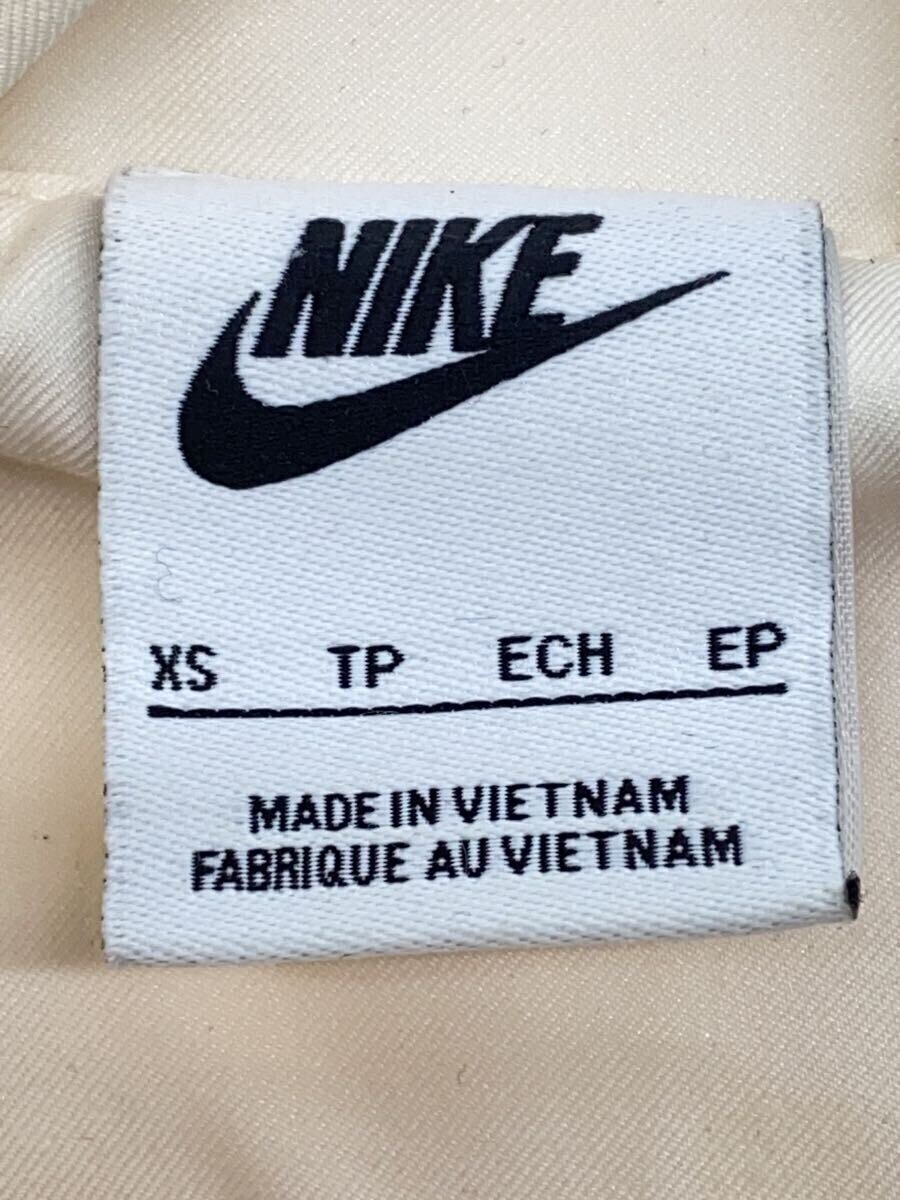 NIKE
XS TP ECH EP
MADE IN VIETNAM
FABRIQUE AU VIETNAM